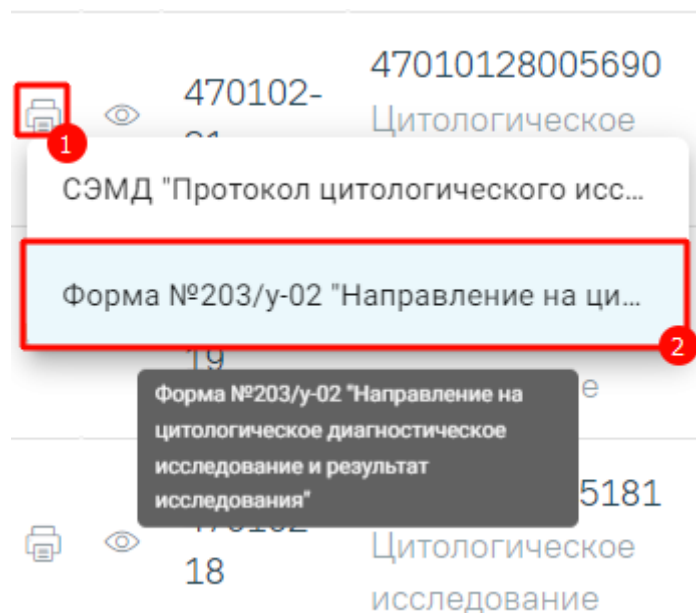 47010128005690
470102-
Цитологическое
1
СЭМД "Протокол цитологического исс...
Форма №203/у-02 "Направление на ци...
2
19
Форма №203/у-02 "Направление на
цитологическое диагностическое
исследование и результат
исследования"
е
5181
18
Цитологическое
исследование